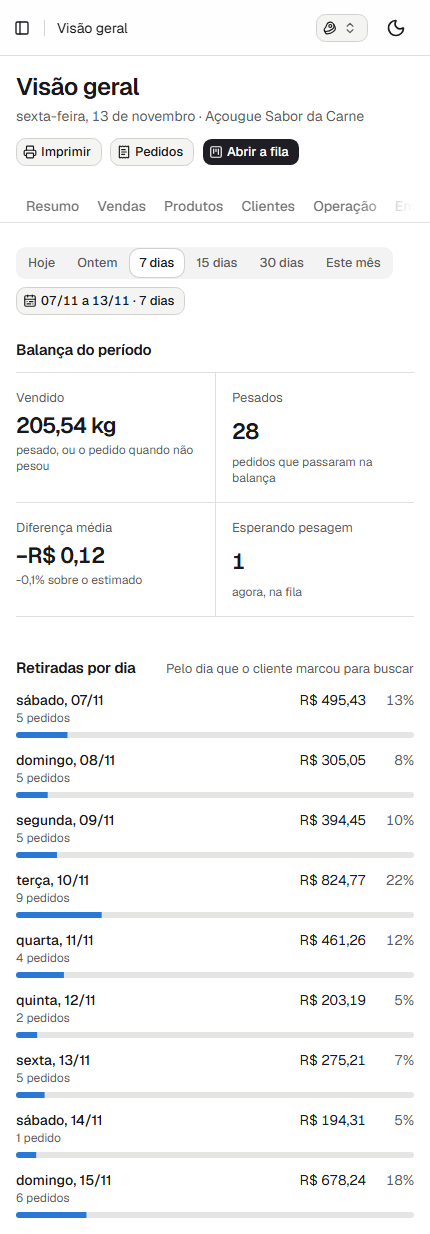 Visão geral
Visão geral
sexta-feira, 13 de novembro · Açougue Sabor da Carne
Imprimir Pedidos Abrir a fila
Resumo Vendas Produtos Clientes Operação
Hoje Ontem 7 dias 15 dias 30 dias Este mês
07/11 a 13/11 · 7 dias
Balança do período
Vendido
205,54 kg
pesado, ou o pedido quando não
pesou
Pesados
28
pedidos que passaram na
balança
Diferença média
−R$ 0,12
-0,1% sobre o estimado
Esperando pesagem
1
agora, na fila
Retiradas por dia Pelo dia que o cliente marcou para buscar
sábado, 07/11 R$ 495,43 13%
5 pedidos
domingo, 08/11 R$ 305,05 8%
5 pedidos
segunda, 09/11 R$ 394,45 10%
5 pedidos
terça, 10/11 R$ 824,77 22%
9 pedidos
quarta, 11/11 R$ 461,26 12%
4 pedidos
quinta, 12/11 R$ 203,19 5%
2 pedidos
sexta, 13/11 R$ 275,21 7%
5 pedidos
sábado, 14/11 R$ 194,31 5%
1 pedido
domingo, 15/11 R$ 678,24 18%
6 pedidos